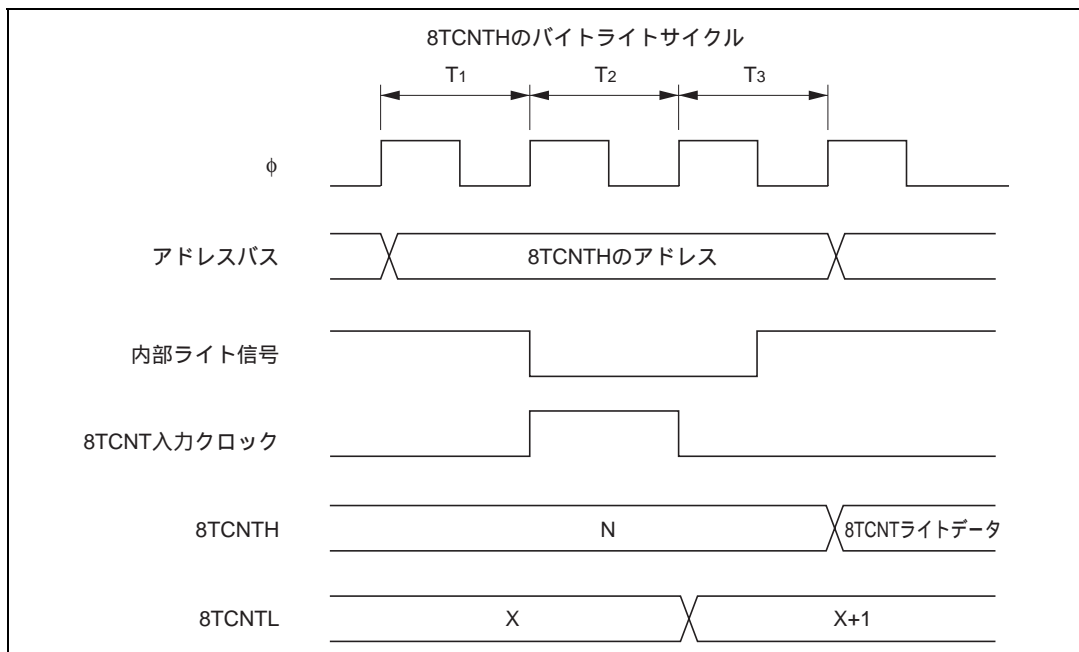 8TCNTHのバイトライトサイクル
T1 T2 T3
φ
アドレスバス 8TCNTHのアドレス
内部ライト信号
8TCNT入力クロック
8TCNTH N 8TCNTライトデータ
8TCNTL X X+1